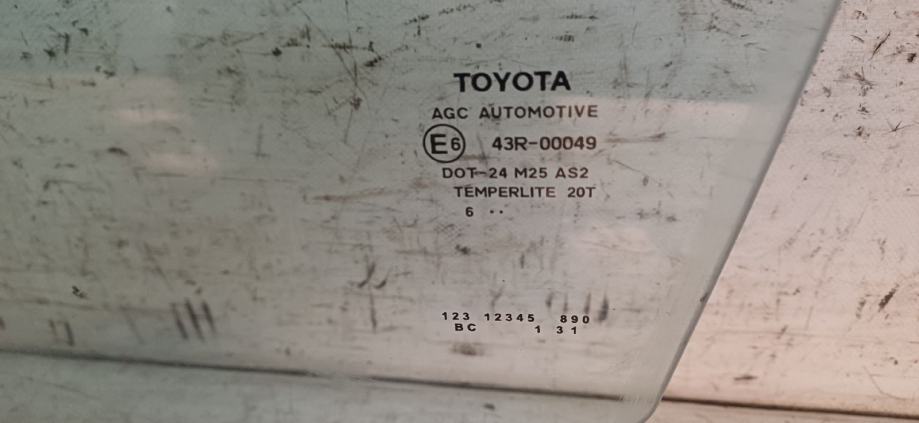 TOYOTA
AGC AUTOMOTIVE
E6 43R-00049
DOT-24 M25 AS2
TEMPERLITE 20T
6 ..
123 12345 890
BC 1 31